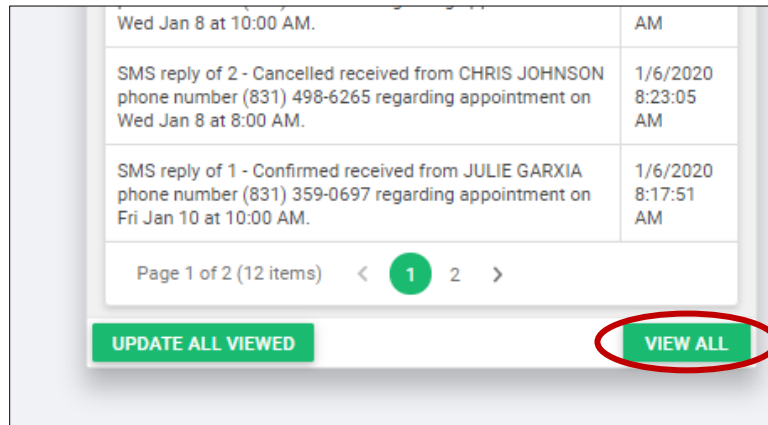 Wed Jan 8 at 10:00 AM.
AM
SMS reply of 2 - Cancelled received from CHRIS JOHNSON
phone number (831) 498-6265 regarding appointment on
Wed Jan 8 at 8:00 AM.
1/6/2020
8:23:05
AM
SMS reply of 1 - Confirmed received from JULIE GARXIA
phone number (831) 359-0697 regarding appointment on
Fri Jan 10 at 10:00 AM.
1/6/2020
8:17:51
AM
Page 1 of 2 (12 items) < 1 2 >
UPDATE ALL VIEWED
VIEW ALL